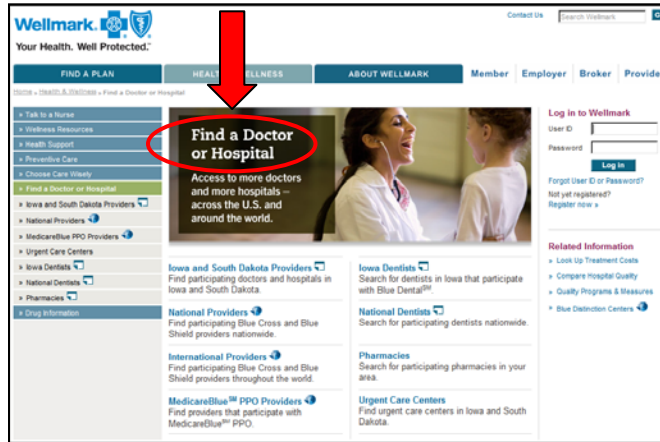 Contact Us
Search Wellmark
Wellmark.
Your Health. Well Protected.™
FIND A PLAN
HEALTH WELLNESS
ABOUT WELLMARK
Member
Employer
Broker
Provide
Home » Health & Wellness » Find a Doctor or Hospital
» Talk to a Nurse
» Wellness Resources
» Health Support
» Preventive Care
» Choose Care Wisely
» Find a Doctor or Hospital
» Iowa and South Dakota Providers
» National Providers
» MedicareBlue PPO Providers
» Urgent Care Centers
» Iowa Dentists
» National Dentists
» Pharmacies
» Drug Information
Find a Doctor
or Hospital
Access to more doctors
and more hospitals –
across the U.S. and
around the world.
Iowa and South Dakota Providers
Find participating doctors and hospitals in
Iowa and South Dakota.
National Providers
Find participating Blue Cross and Blue
Shield providers nationwide.
International Providers
Find participating Blue Cross and Blue
Shield providers throughout the world.
MedicareBlue℠ PPO Providers
Find providers that participate with
MedicareBlue℠ PPO.
Iowa Dentists
Search for dentists in Iowa that participate
with Blue Dental℠.
National Dentists
Search for participating dentists nationwide.
Pharmacies
Search for participating pharmacies in your
area.
Urgent Care Centers
Find urgent care centers in Iowa and South
Dakota.
Log in to Wellmark
User ID
Password
Log in
Forgot User ID or Password?
Not yet registered?
Register now »
Related Information
» Look Up Treatment Costs
» Compare Hospital Quality
» Quality Programs & Measures
» Blue Distinction Centers